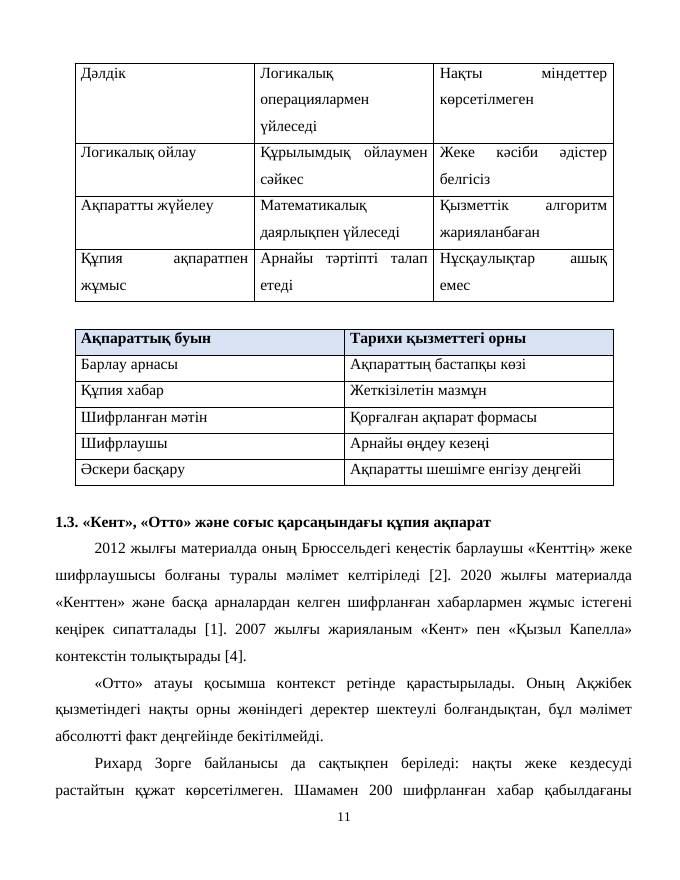 Дәлдік Логикалық операциялармен үйлеседі Нақты міндеттер көрсетілмеген
Логикалық ойлау Құрылымдық ойлаумен сәйкес Жеке кәсіби әдістер белгісіз
Ақпаратты жүйелеу Математикалық даярлықпен үйлеседі Қызметтік алгоритм жарияланбаған
Құпия ақпаратпен жұмыс Арнайы тәртіпті талап етеді Нұсқаулықтар ашық емес
Ақпараттық буын Тарихи қызметтегі орны
Барлау арнасы Ақпараттың бастапқы көзі
Құпия хабар Жеткізілетін мазмұн
Шифрланған мәтін Қорғалған ақпарат формасы
Шифрлаушы Арнайы өңдеу кезеңі
Әскери басқару Ақпаратты шешімге енгізу деңгейі
1.3. «Кент», «Отто» және соғыс қарсаңындағы құпия ақпарат
2012 жылғы материалда оның Брюссельдегі кеңестік барлаушы «Кенттің» жеке
шифрлаушысы болғаны туралы мәлімет келтіріледі [2]. 2020 жылғы материалда
«Кенттен» және басқа арналардан келген шифрланған хабарлармен жұмыс істегені
кеңірек сипатталады [1]. 2007 жылғы жарияланым «Кент» пен «Қызыл Капелла»
контекстін толықтырады [4].
«Отто» атауы қосымша контекст ретінде қарастырылады. Оның Ақжібек
қызметіндегі нақты орны жөніндегі деректер шектеулі болғандықтан, бұл мәлімет
абсолютті факт деңгейінде бекітілмейді.
Рихард Зорге байланысы да сақтықпен беріледі: нақты жеке кездесуді
растайтын құжат көрсетілмеген. Шамамен 200 шифрланған хабар қабылдағаны
11